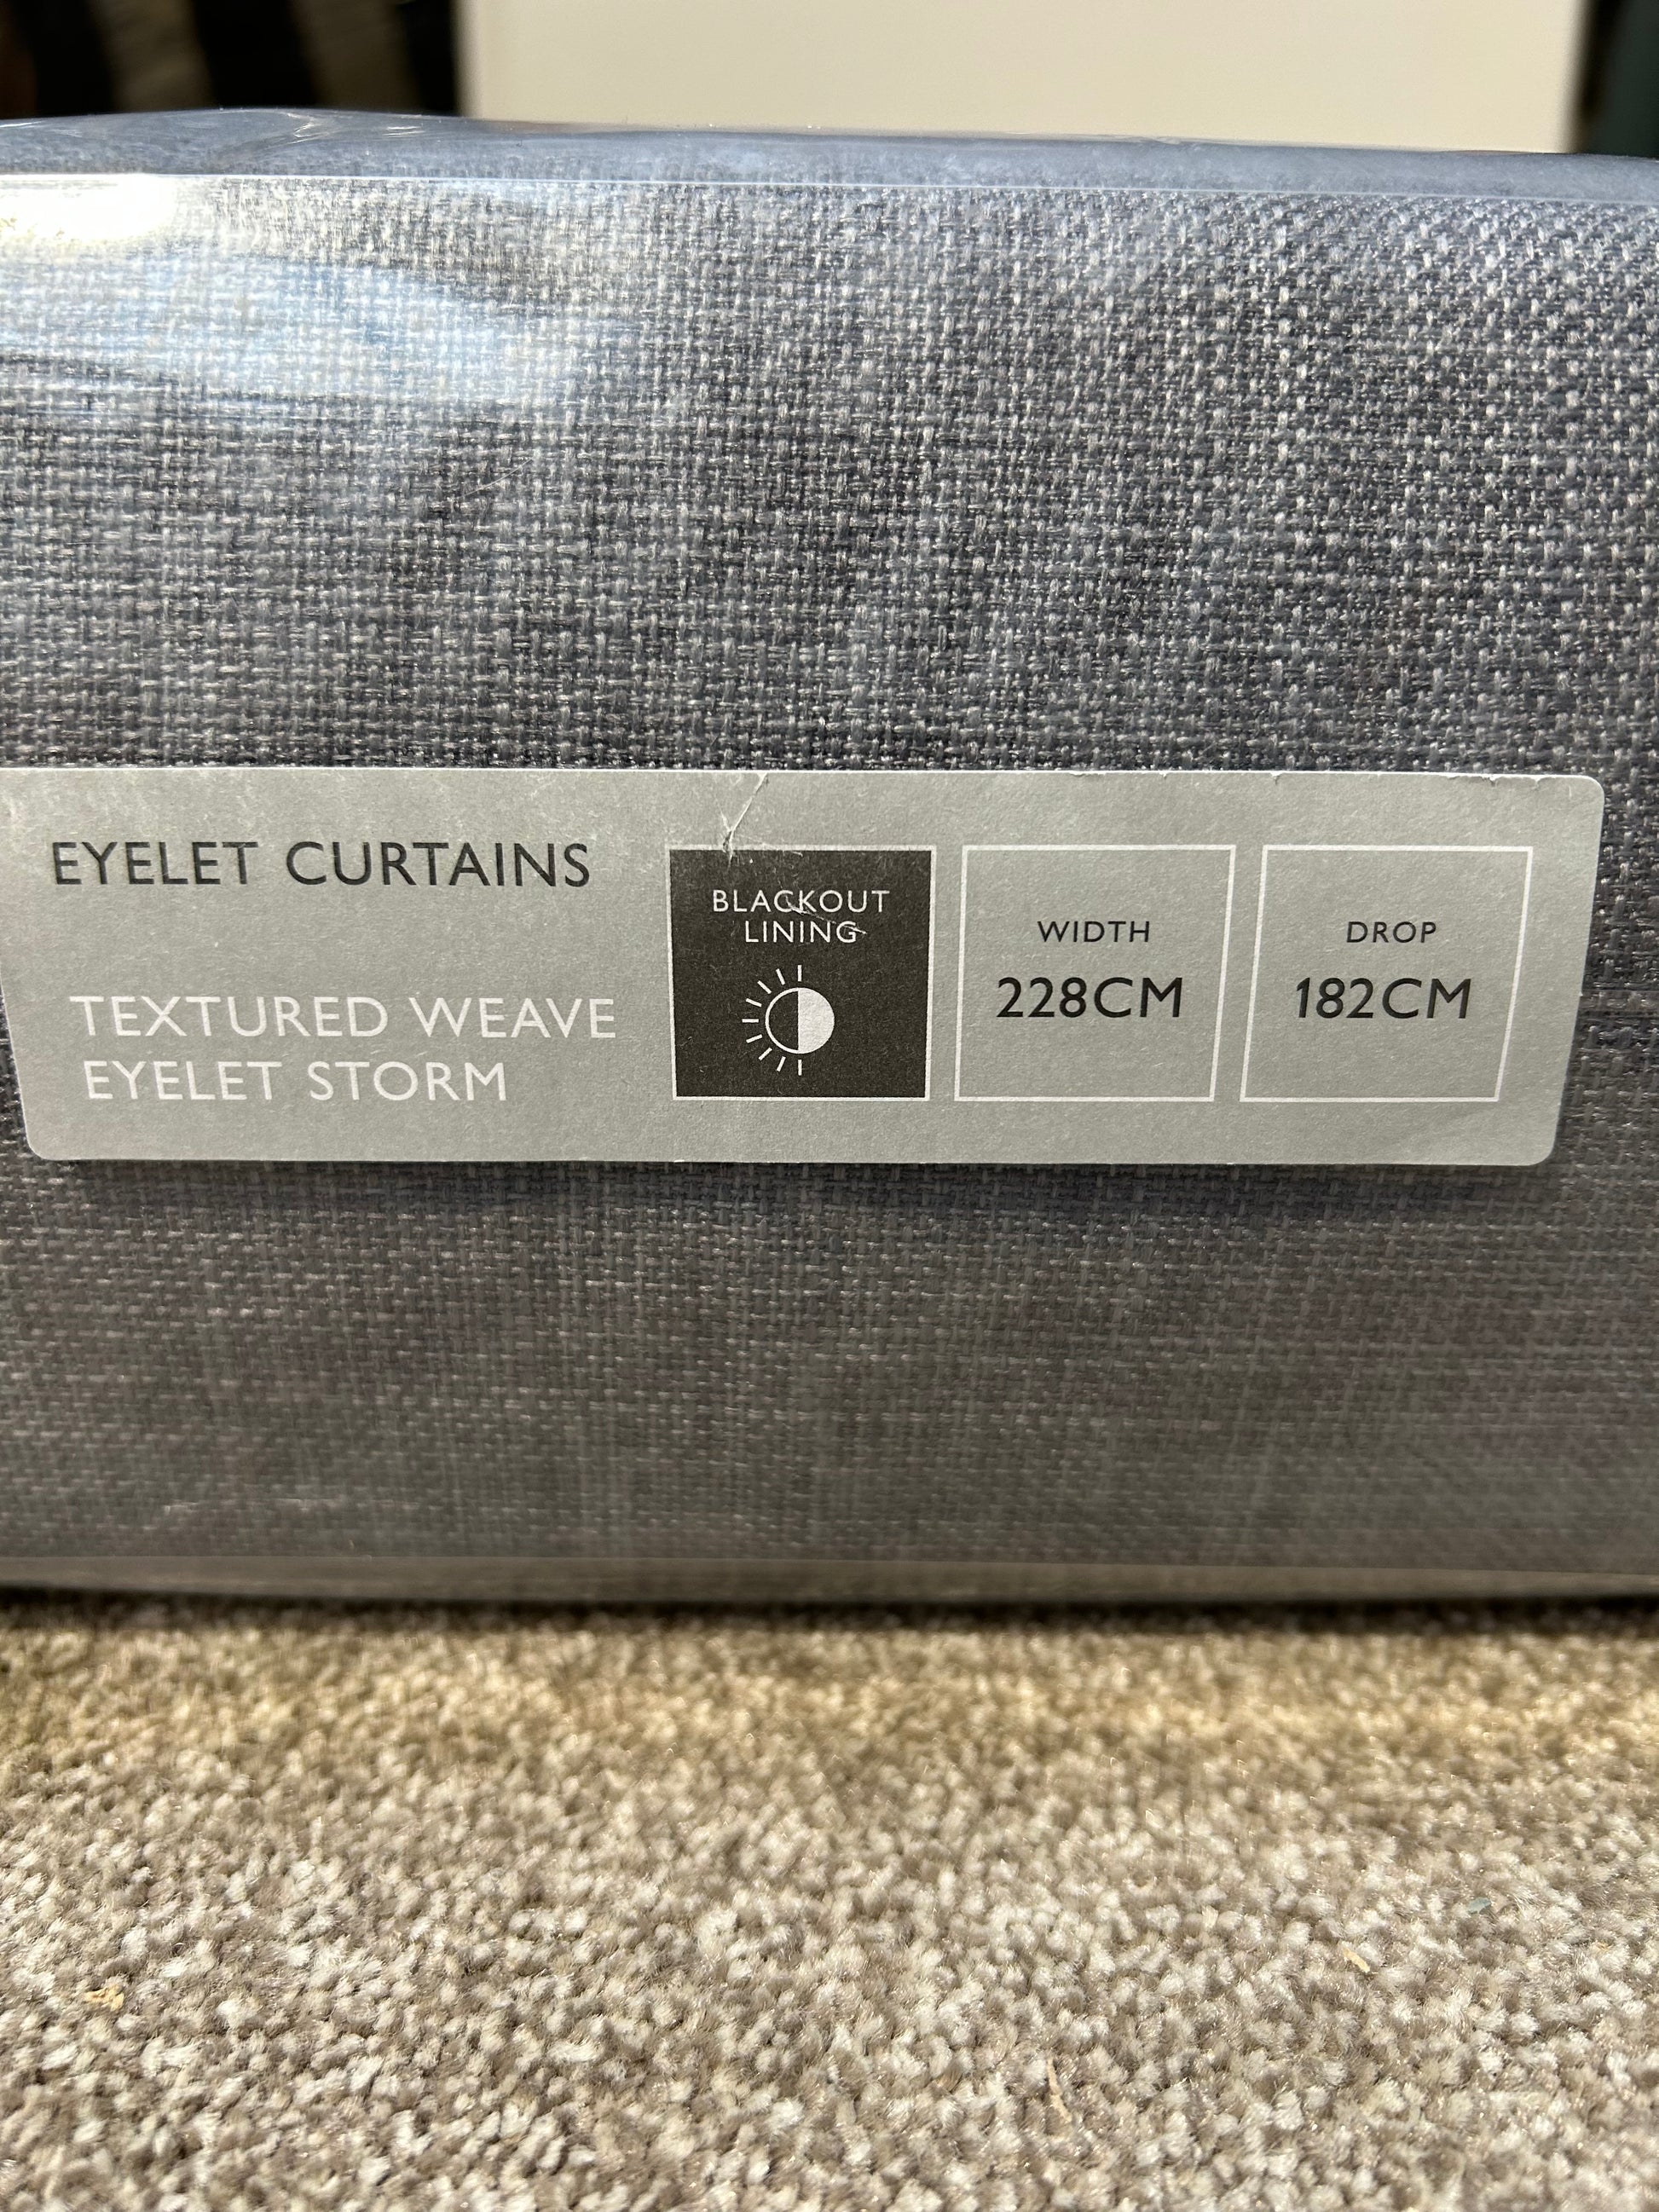 EYELET CURTAINS
TEXTURED WEAVE
EYELET STORM
BLACKOUT
LINING
WIDTH
228CM
DROP
182CM